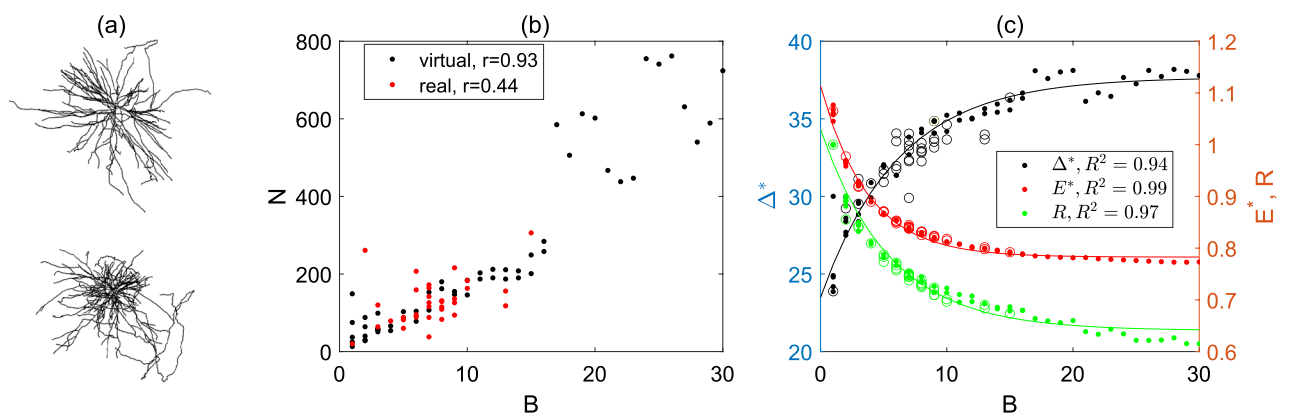 (a)
(b)
800
600
400
200
0
N
0
10
20
30
B
virtual, r=0.93
real, r=0.44
(c)
40
35
30
25
20
Δ*
0
10
20
30
B
Δ*, R² = 0.94
E*, R² = 0.99
R, R² = 0.97
1.2
1.1
1
0.9
0.8
0.7
0.6
E*, R